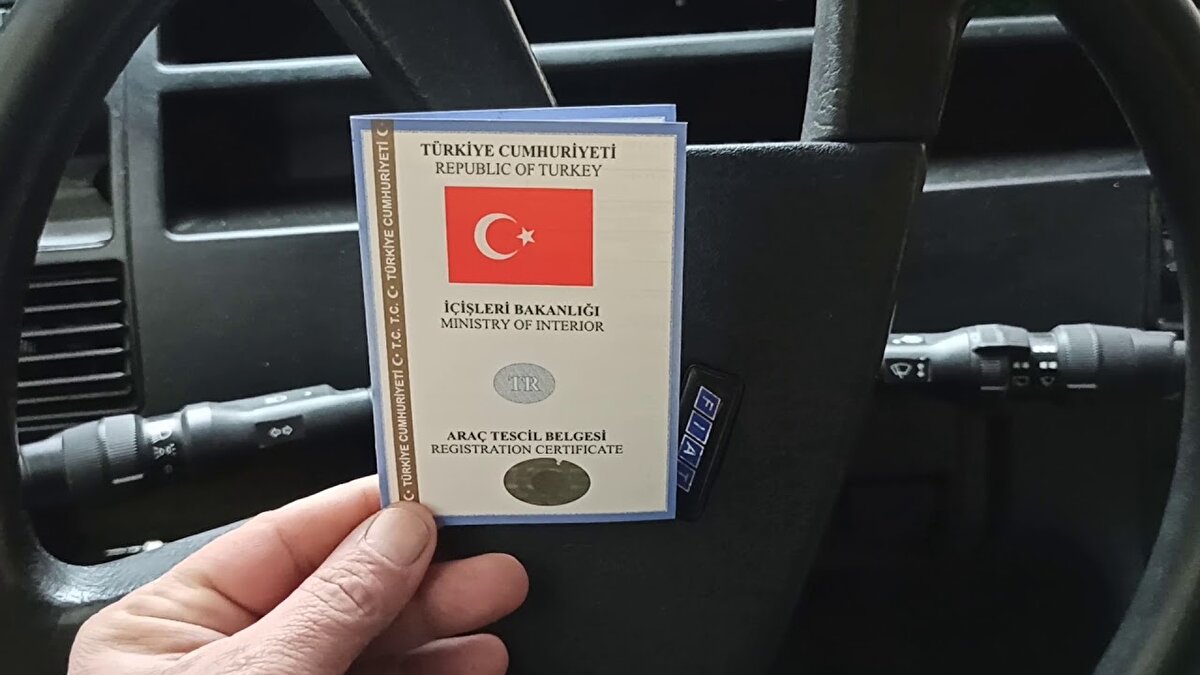 TÜRKİYE CUMHURİYETİ
REPUBLIC OF TURKEY
İÇİŞLERİ BAKANLIĞI
MINISTRY OF INTERIOR
TR
ARAÇ TESCİL BELGESİ
REGISTRATION CERTIFICATE
TÜRKİYE CUMHURİYETİ T.C. T.C. TÜRKİYE CUMHURİYETİ
FIAT